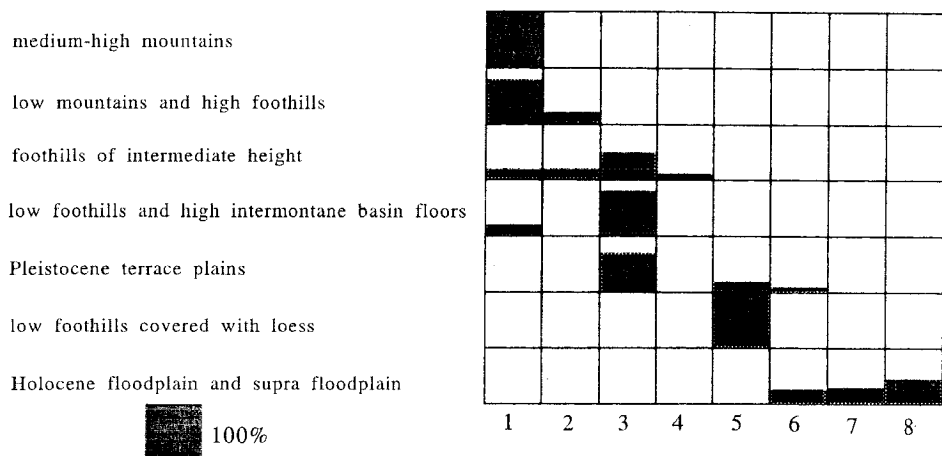 medium-high mountains
low mountains and high foothills
foothills of intermediate height
low foothills and high intermontane basin floors
Pleistocene terrace plains
low foothills covered with loess
Holocene floodplain and supra floodplain
100%
1 2 3 4 5 6 7 8